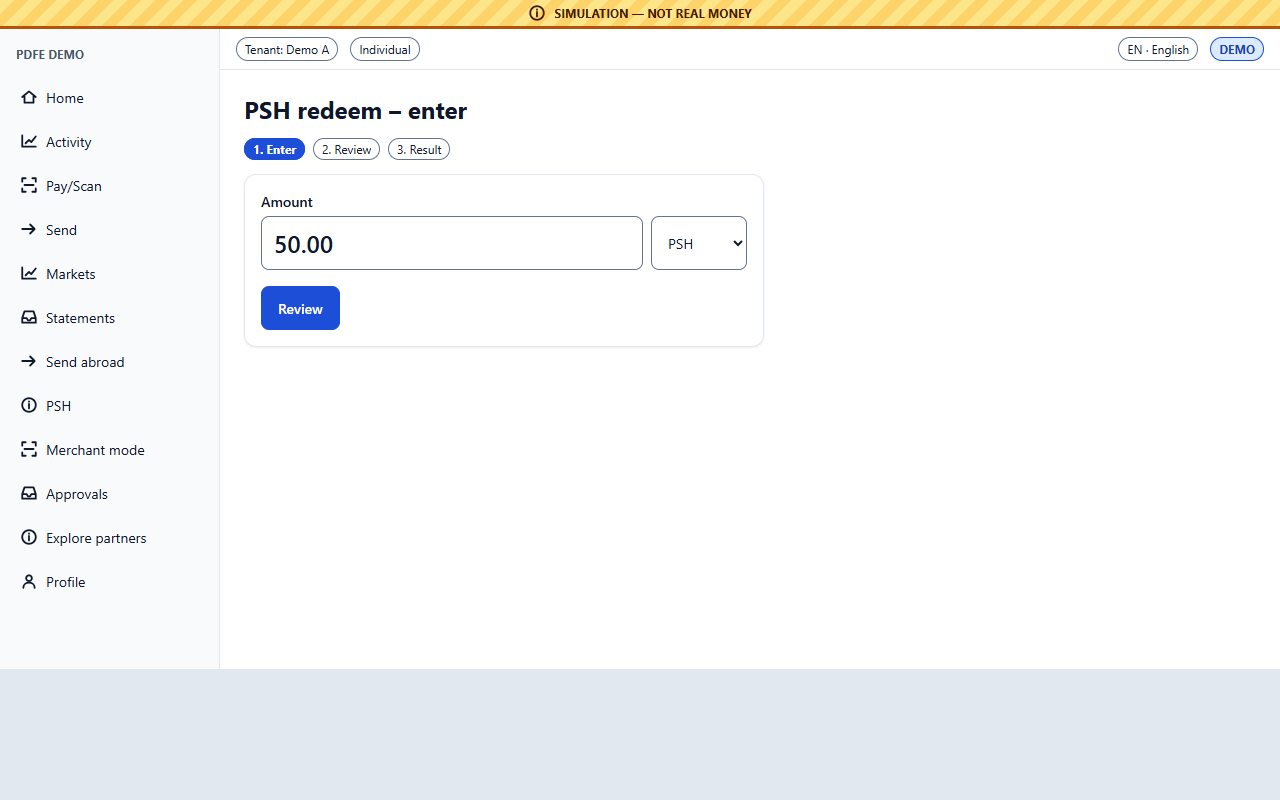 SIMULATION — NOT REAL MONEY
PDFE DEMO
Home
Activity
Pay/Scan
Send
Markets
Statements
Send abroad
PSH
Merchant mode
Approvals
Explore partners
Profile
Tenant: Demo A
Individual
EN · English
DEMO
PSH redeem – enter
1. Enter
2. Review
3. Result
Amount
50.00
PSH
Review